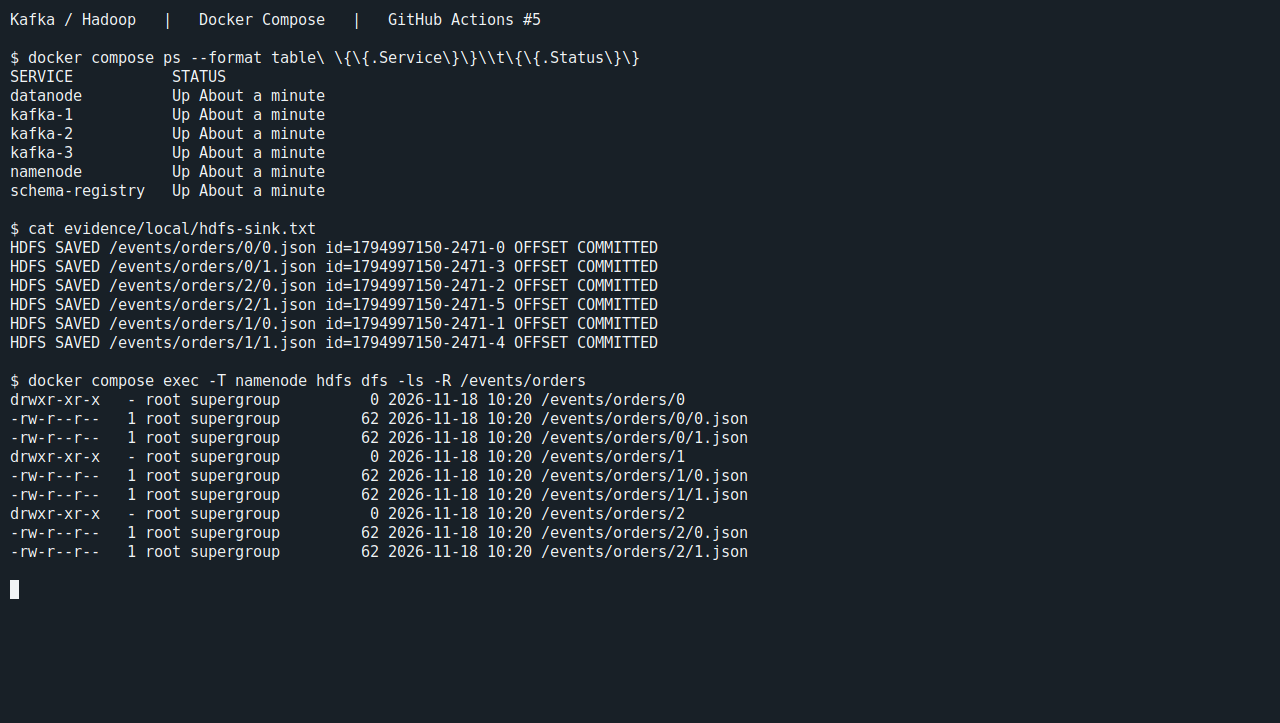 Kafka / Hadoop   |   Docker Compose   |   GitHub Actions #5
$ docker compose ps --format table\ \{\{.Service\}\}\\t\{\{.Status\}\}
SERVICE           STATUS
datanode          Up About a minute
kafka-1           Up About a minute
kafka-2           Up About a minute
kafka-3           Up About a minute
namenode          Up About a minute
schema-registry   Up About a minute
$ cat evidence/local/hdfs-sink.txt
HDFS SAVED /events/orders/0/0.json id=1794997150-2471-0 OFFSET COMMITTED
HDFS SAVED /events/orders/0/1.json id=1794997150-2471-3 OFFSET COMMITTED
HDFS SAVED /events/orders/2/0.json id=1794997150-2471-2 OFFSET COMMITTED
HDFS SAVED /events/orders/2/1.json id=1794997150-2471-5 OFFSET COMMITTED
HDFS SAVED /events/orders/1/0.json id=1794997150-2471-1 OFFSET COMMITTED
HDFS SAVED /events/orders/1/1.json id=1794997150-2471-4 OFFSET COMMITTED
$ docker compose exec -T namenode hdfs dfs -ls -R /events/orders
drwxr-xr-x   - root supergroup          0 2026-11-18 10:20 /events/orders/0
-rw-r--r--   1 root supergroup         62 2026-11-18 10:20 /events/orders/0/0.json
-rw-r--r--   1 root supergroup         62 2026-11-18 10:20 /events/orders/0/1.json
drwxr-xr-x   - root supergroup          0 2026-11-18 10:20 /events/orders/1
-rw-r--r--   1 root supergroup         62 2026-11-18 10:20 /events/orders/1/0.json
-rw-r--r--   1 root supergroup         62 2026-11-18 10:20 /events/orders/1/1.json
drwxr-xr-x   - root supergroup          0 2026-11-18 10:20 /events/orders/2
-rw-r--r--   1 root supergroup         62 2026-11-18 10:20 /events/orders/2/0.json
-rw-r--r--   1 root supergroup         62 2026-11-18 10:20 /events/orders/2/1.json